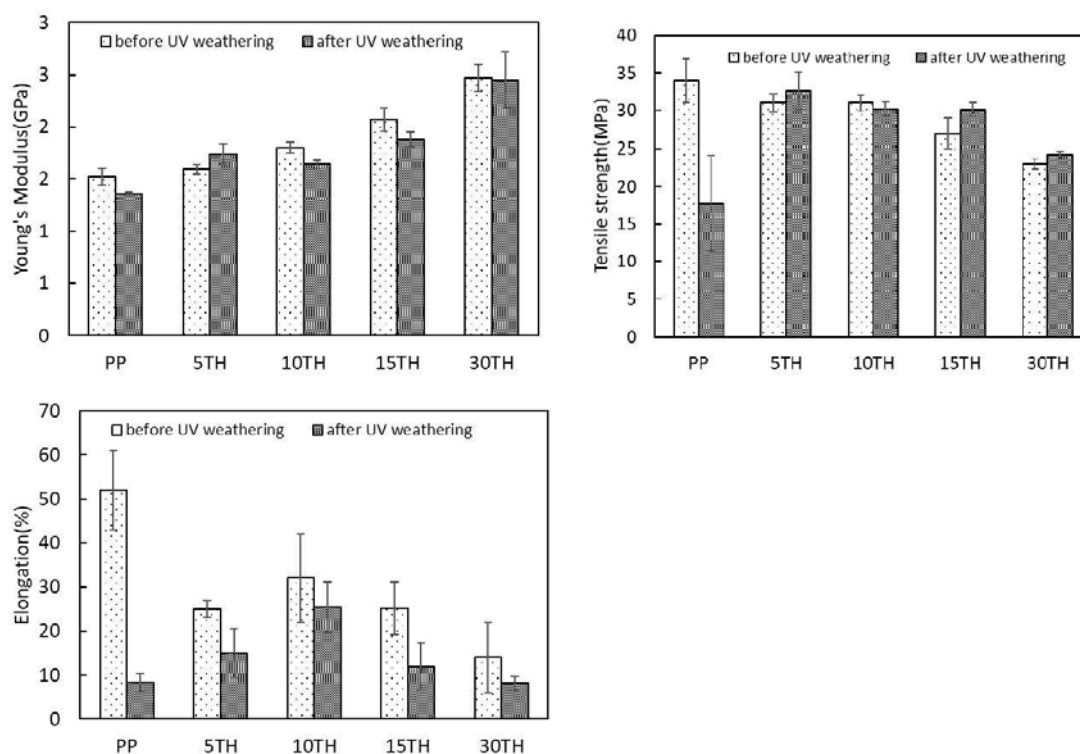 Young's Modulus(GPa)
3
3
2
2
1
1
0
before UV weathering after UV weathering
PP 5TH 10TH 15TH 30TH
Tensile strength(MPa)
40
35
30
25
20
15
10
5
0
before UV weathering after UV weathering
PP 5TH 10TH 15TH 30TH
Elongation(%)
70
60
50
40
30
20
10
0
before UV weathering after UV weathering
PP 5TH 10TH 15TH 30TH